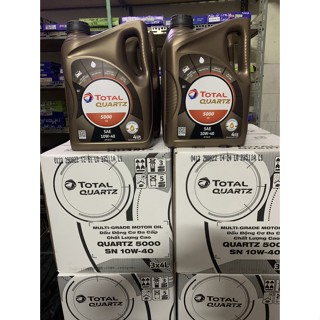 TOTAL
QUARTZ
5000
SAE
10W-40
TOTAL
QUARTZ
5000
SAE
10W-40
TOTAL
QUARTZ
MULTI-GRADE MOTOR OIL
Dầu Động Cơ Đa Cấp
Chất Lượng Cao
QUARTZ 5000
SN 10W-40
3x4L
TOTAL
QUARTZ
MULTI-GRADE MOTOR OIL
Dầu Động Cơ Đa Cấp
Chất Lượng Cao
QUARTZ 5000
SN 10W-40
3x4L
TOTAL
QUARTZ
TOTAL
QUARTZ